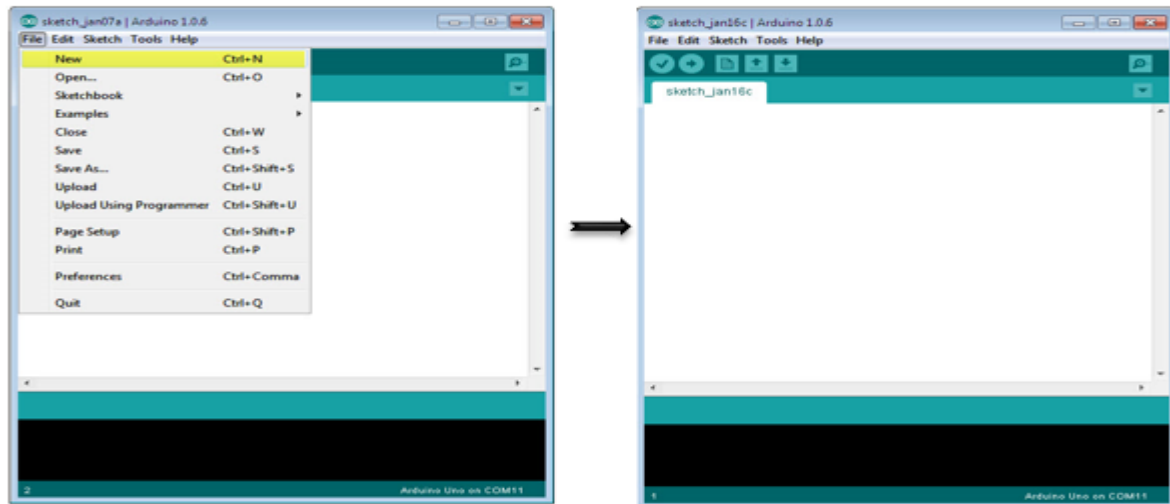 sketch_jan07a | Arduino 1.0.6
File Edit Sketch Tools Help
New Ctrl+N
Open... Ctrl+O
Sketchbook
Examples
Close Ctrl+W
Save Ctrl+S
Save As... Ctrl+Shift+S
Upload Ctrl+U
Upload Using Programmer Ctrl+Shift+U
Page Setup Ctrl+Shift+P
Print Ctrl+P
Preferences Ctrl+Comma
Quit Ctrl+Q
2 Arduino Uno on COM11
sketch_jan16c | Arduino 1.0.6
File Edit Sketch Tools Help
sketch_jan16c
1 Arduino Uno on COM11